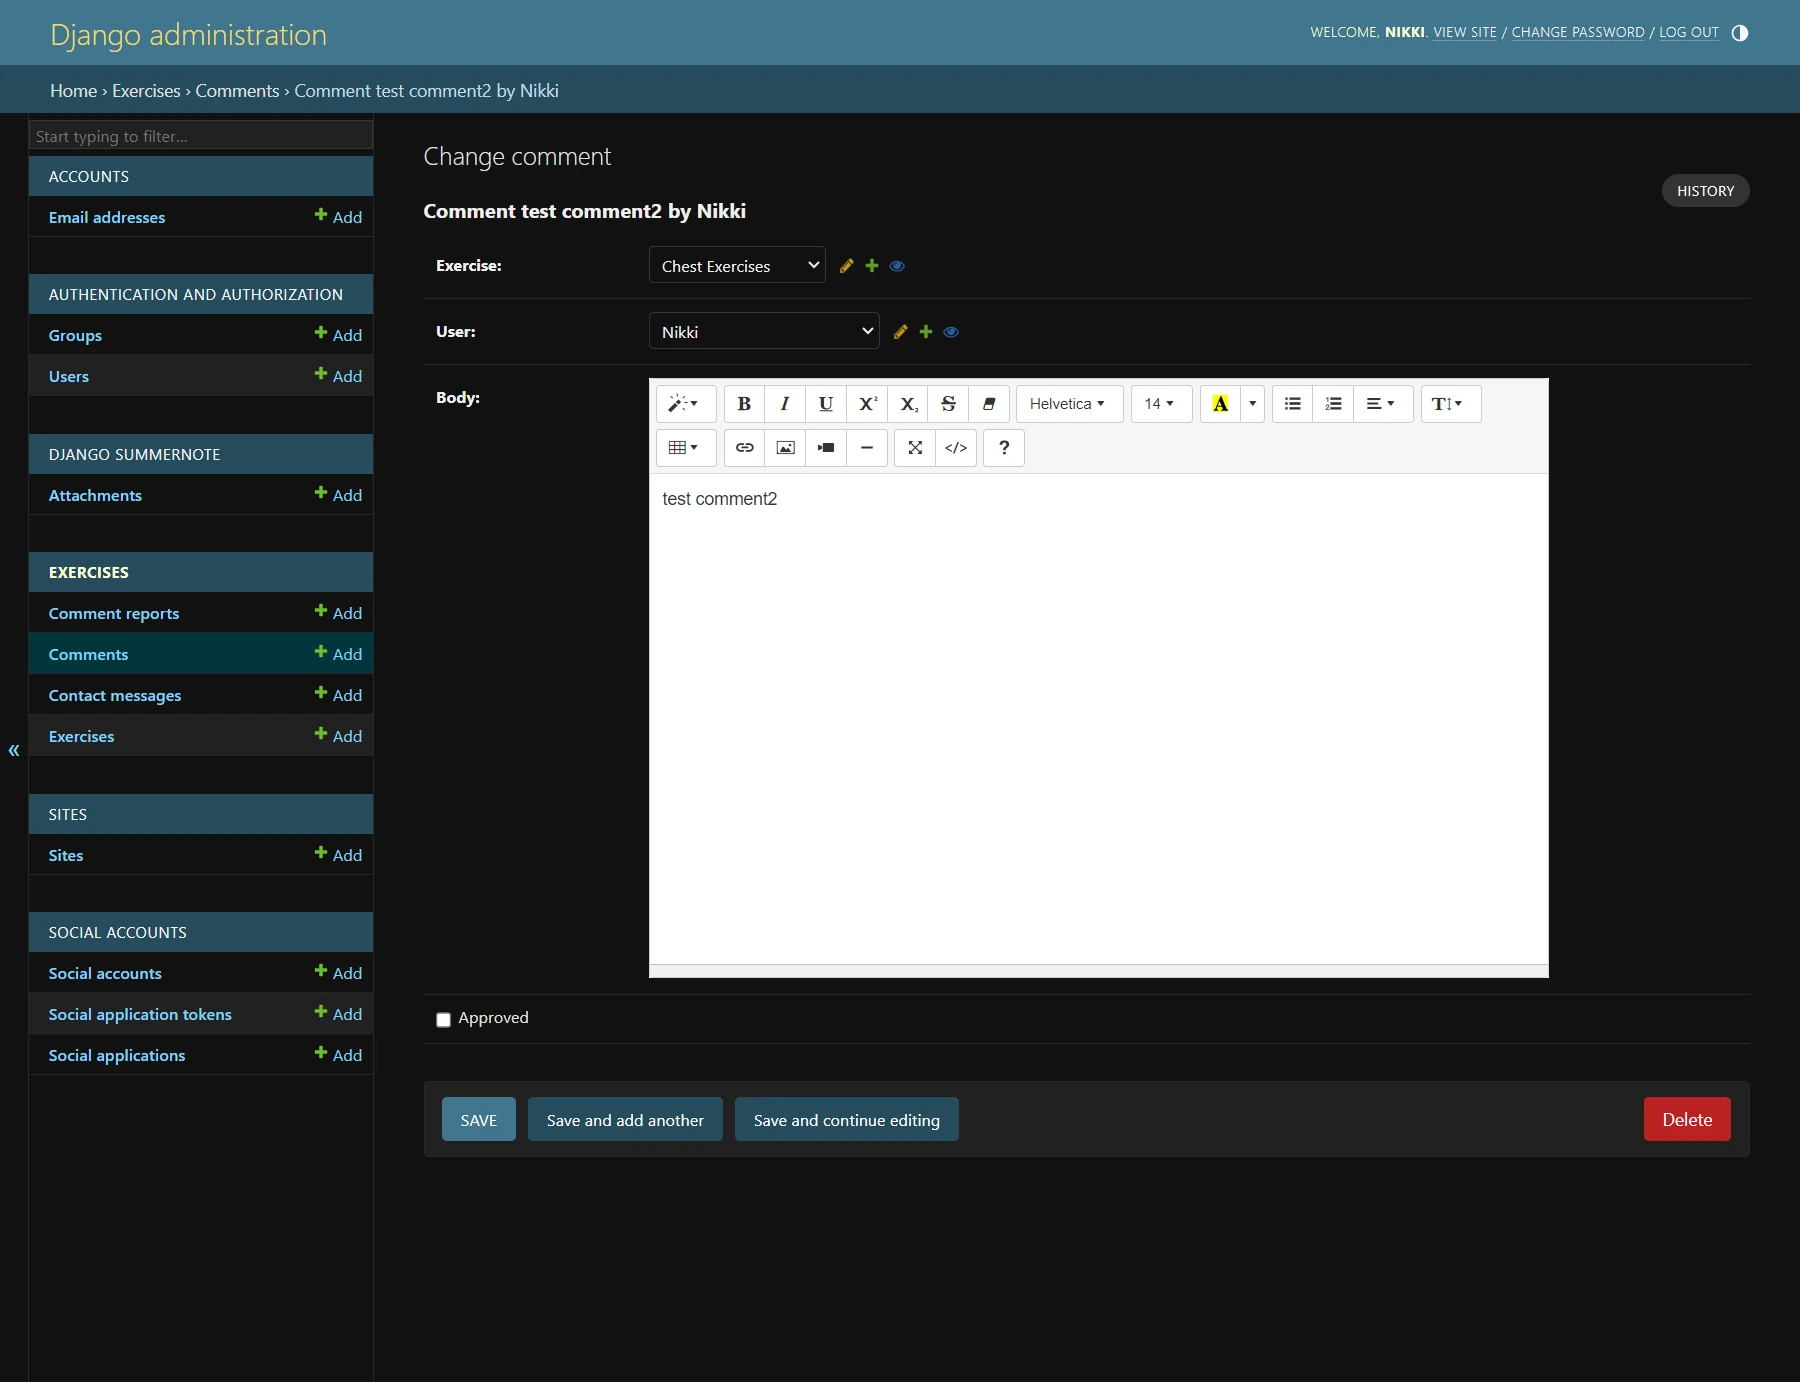 Django administration
WELCOME, NIKKI. VIEW SITE / CHANGE PASSWORD / LOG OUT
Home › Exercises › Comments › Comment test comment2 by Nikki
Start typing to filter...
ACCOUNTS
Email addresses
Add
AUTHENTICATION AND AUTHORIZATION
Groups
Add
Users
Add
DJANGO SUMMERNOTE
Attachments
Add
EXERCISES
Comment reports
Add
Comments
Add
Contact messages
Add
Exercises
Add
«
SITES
Sites
Add
SOCIAL ACCOUNTS
Social accounts
Add
Social application tokens
Add
Social applications
Add
Change comment
HISTORY
Comment test comment2 by Nikki
Exercise:
Chest Exercises
User:
Nikki
Body:
B I U X² X₂ S Helvetica 14 A T
</> ?
test comment2
Approved
SAVE
Save and add another
Save and continue editing
Delete